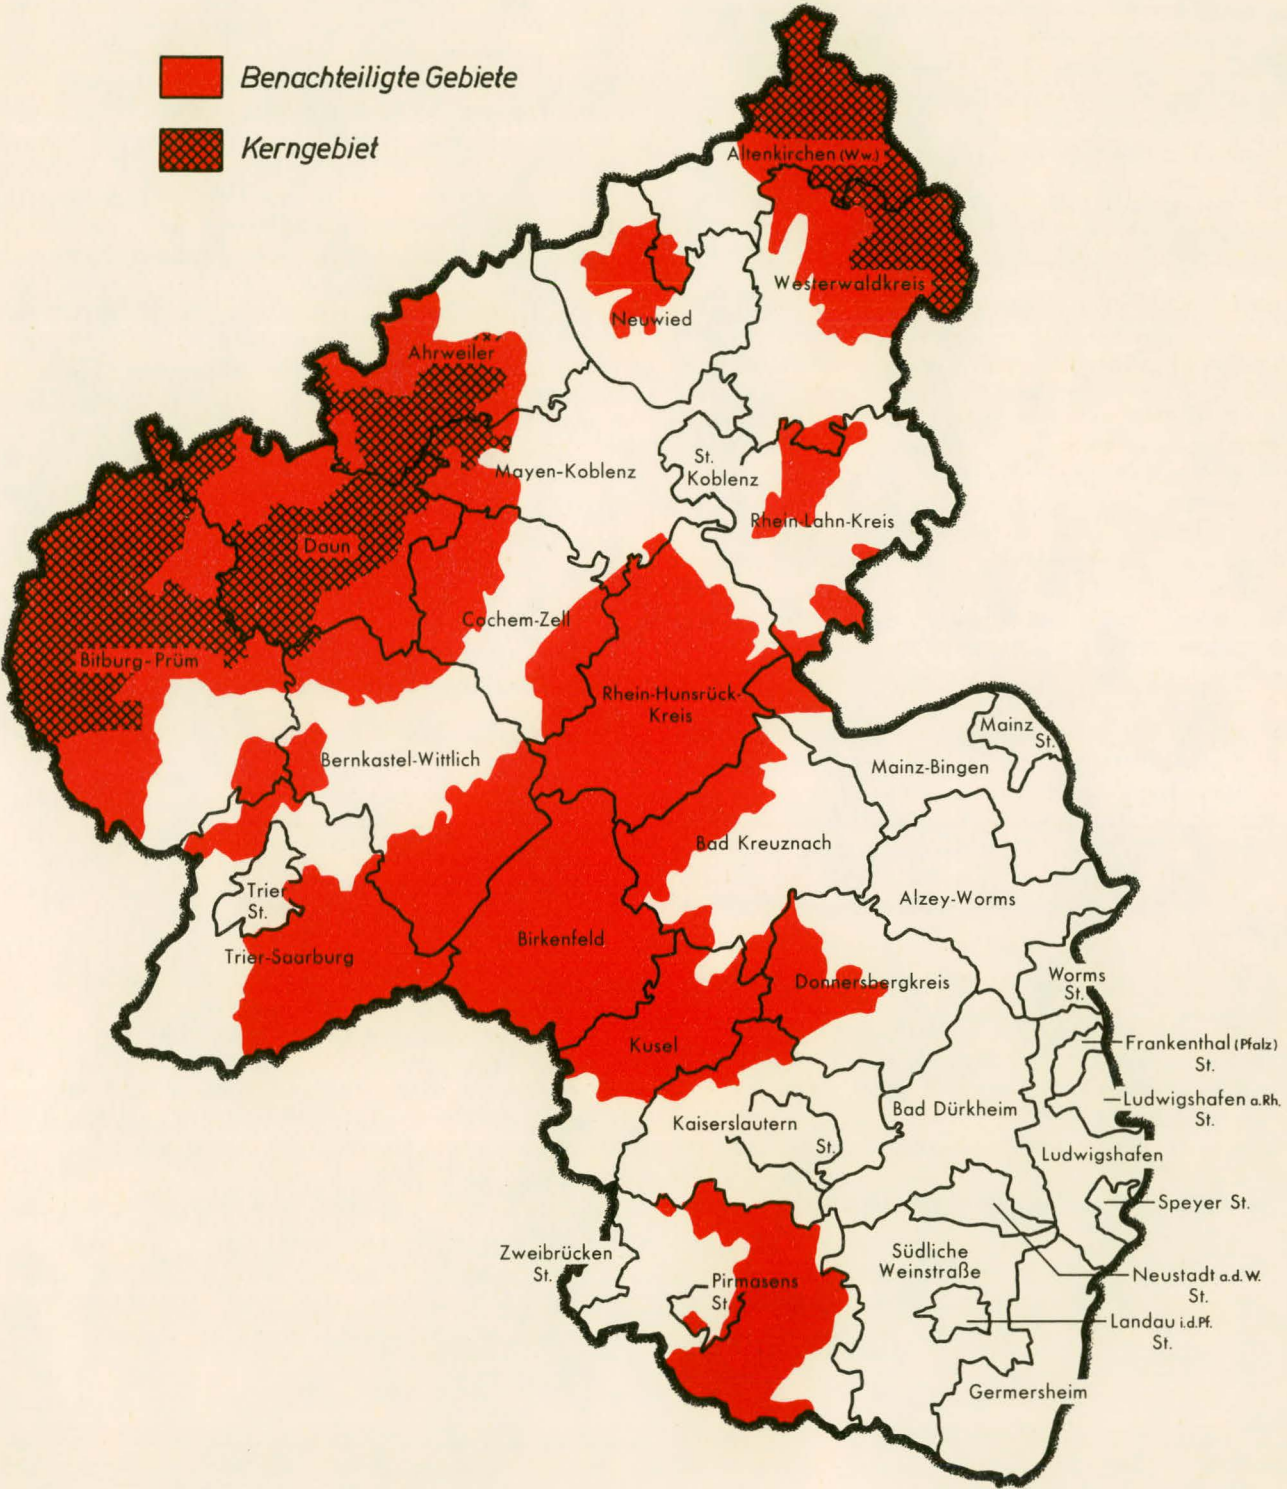 Benachteiligte Gebiete
Kerngebiet
Altenkirchen (Ww.)
Westerwaldkreis
Neuwied
Ahrweiler
Mayen-Koblenz
St.
Koblenz
Rhein-Lahn-Kreis
Daun
Cochem-Zell
Bitburg-Prüm
Rhein-Hunsrück-
Kreis
Mainz
St.
Bernkastel-Wittlich
Mainz-Bingen
Bad Kreuznach
Trier
St.
Alzey-Worms
Birkenfeld
Trier-Saarburg
Donnersbergkreis
Worms
St.
Kusel
Frankenthal (Pfalz)
St.
Ludwigshafen a.Rh.
St.
Bad Dürkheim
Kaiserslautern
St.
Ludwigshafen
Speyer St.
Zweibrücken
St.
Südliche
Weinstraße
Pirmasens
St.
Neustadt a.d.W.
St.
Landau i.d.Pf.
St.
Germersheim